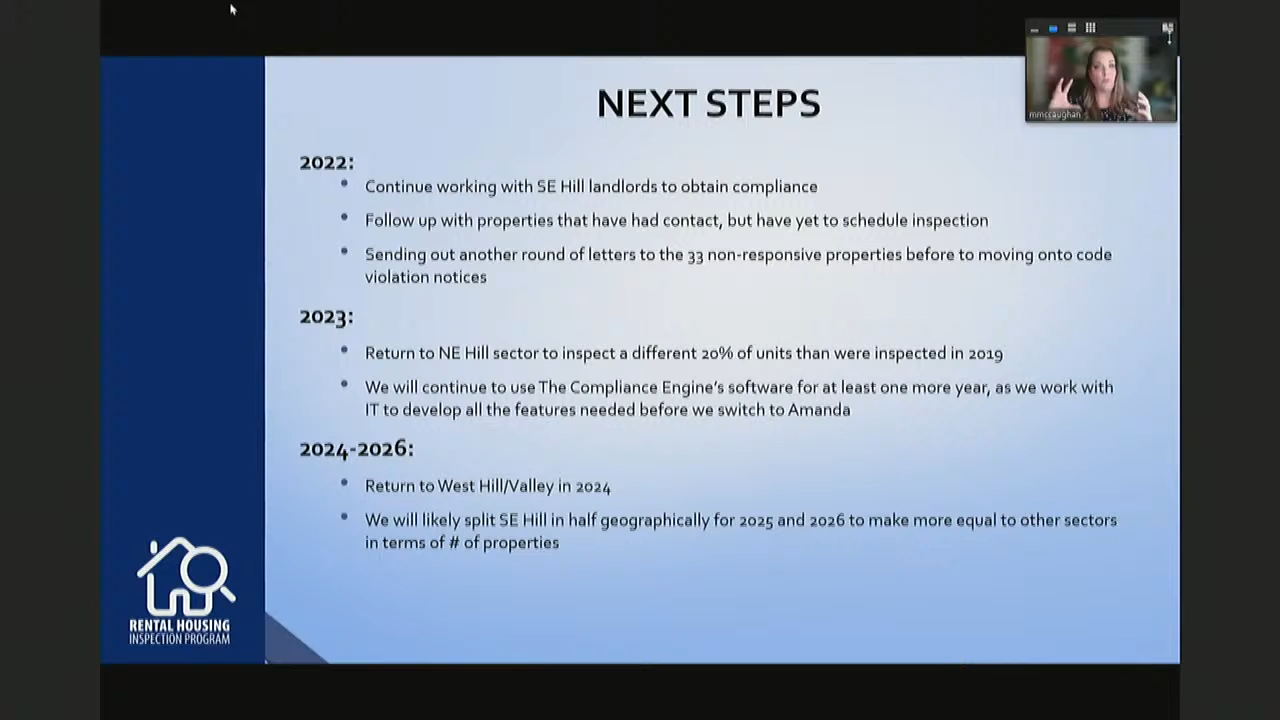 NEXT STEPS
mmccaughan
2022:
Continue working with SE Hill landlords to obtain compliance
Follow up with properties that have had contact, but have yet to schedule inspection
Sending out another round of letters to the 33 non-responsive properties before to moving onto code
violation notices
2023:
Return to NE Hill sector to inspect a different 20% of units than were inspected in 2019
We will continue to use The Compliance Engine's software for at least one more year, as we work with
IT to develop all the features needed before we switch to Amanda
2024-2026:
Return to West Hill/Valley in 2024
We will likely split SE Hill in half geographically for 2025 and 2026 to make more equal to other sectors
in terms of # of properties
RENTAL HOUSING
INSPECTION PROGRAM